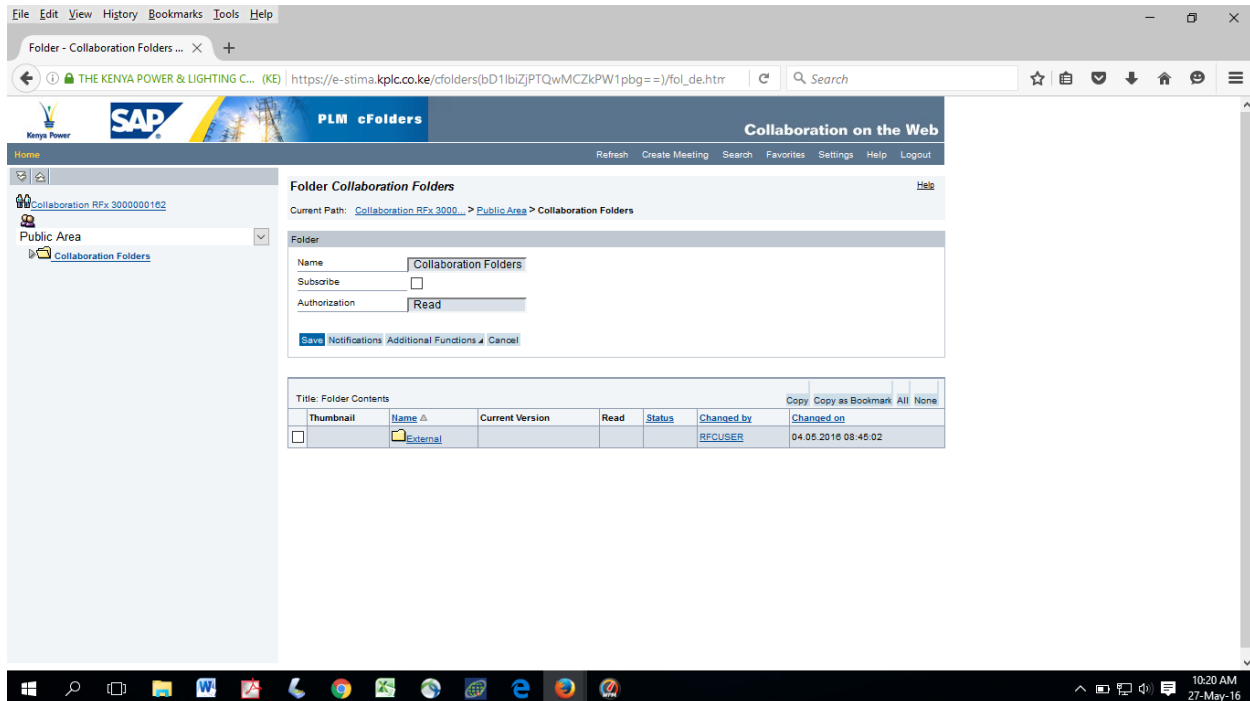 File Edit View History Bookmarks Tools Help
Folder - Collaboration Folders ...
THE KENYA POWER & LIGHTING C... (KE) https://e-stima.kplc.co.ke/cfolders(bD1lbiZjPTQwMCZkPW1pbg==)/fol_de.htm Search
Kenya Power SAP PLM cFolders Collaboration on the Web
Home Refresh Create Meeting Search Favorites Settings Help Logout
Collaboration RFx 3000000162
Public Area
Collaboration Folders
Folder Collaboration Folders Help
Current Path: Collaboration RFx 3000... > Public Area > Collaboration Folders
Folder
Name Collaboration Folders
Subscribe
Authorization Read
Save Notifications Additional Functions Cancel
Title: Folder Contents Copy Copy as Bookmark All None
Thumbnail Name Current Version Read Status Changed by Changed on
External RFCUSER 04.05.2016 08:45:02
10:20 AM
27-May-16